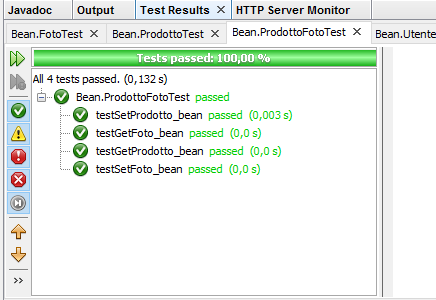 Javadoc Output Test Results × HTTP Server Monitor
Bean.FotoTest × Bean.ProdottoTest × Bean.ProdottoFotoTest × Bean.Utente
Tests passed: 100,00 %
All 4 tests passed. (0,132 s)
Bean.ProdottoFotoTest passed
testSetProdotto_bean passed (0,003 s)
testGetFoto_bean passed (0,0 s)
testGetProdotto_bean passed (0,0 s)
testSetFoto_bean passed (0,0 s)
>>